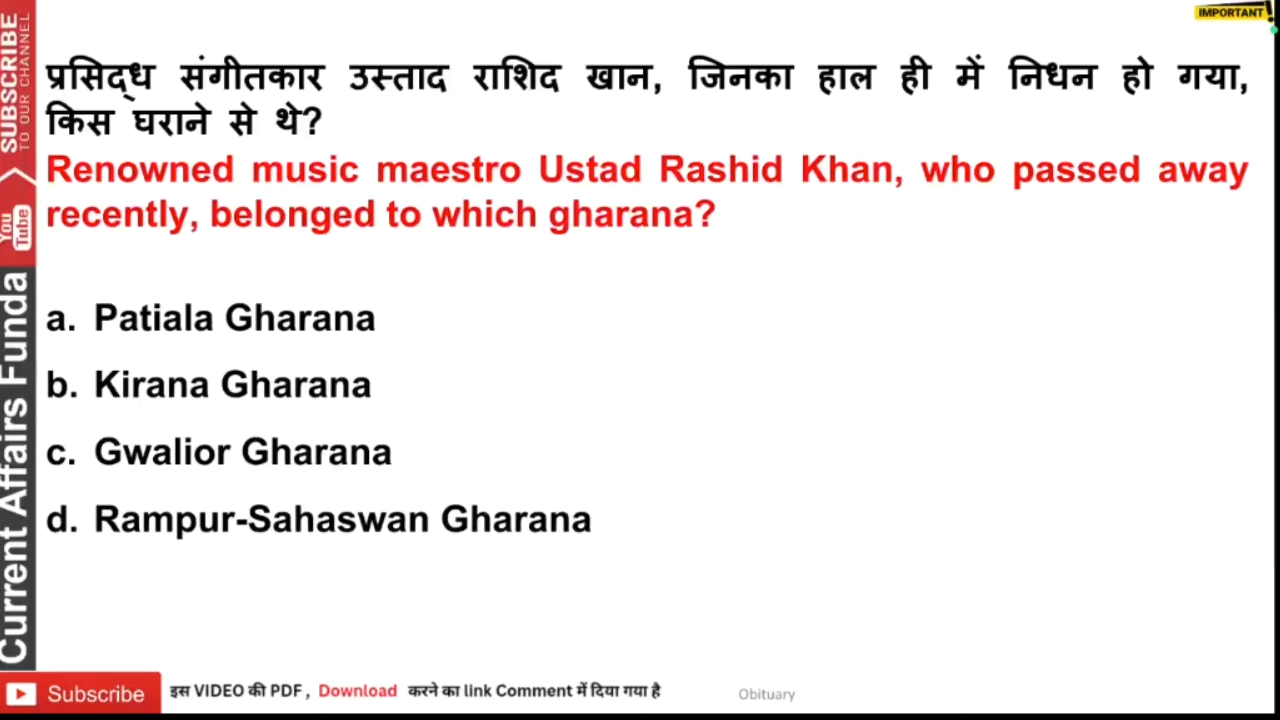 IMPORTANT!
प्रसिद्ध संगीतकार उस्ताद राशिद खान, जिनका हाल ही में निधन हो गया,
किस घराने से थे?
Renowned music maestro Ustad Rashid Khan, who passed away
recently, belonged to which gharana?
a. Patiala Gharana
b. Kirana Gharana
c. Gwalior Gharana
d. Rampur-Sahaswan Gharana
SUBSCRIBE
TO OUR CHANNEL
You
Tube
Current Affairs Funda
Subscribe
इस VIDEO की PDF , Download करने का link Comment में दिया गया है
Obituary